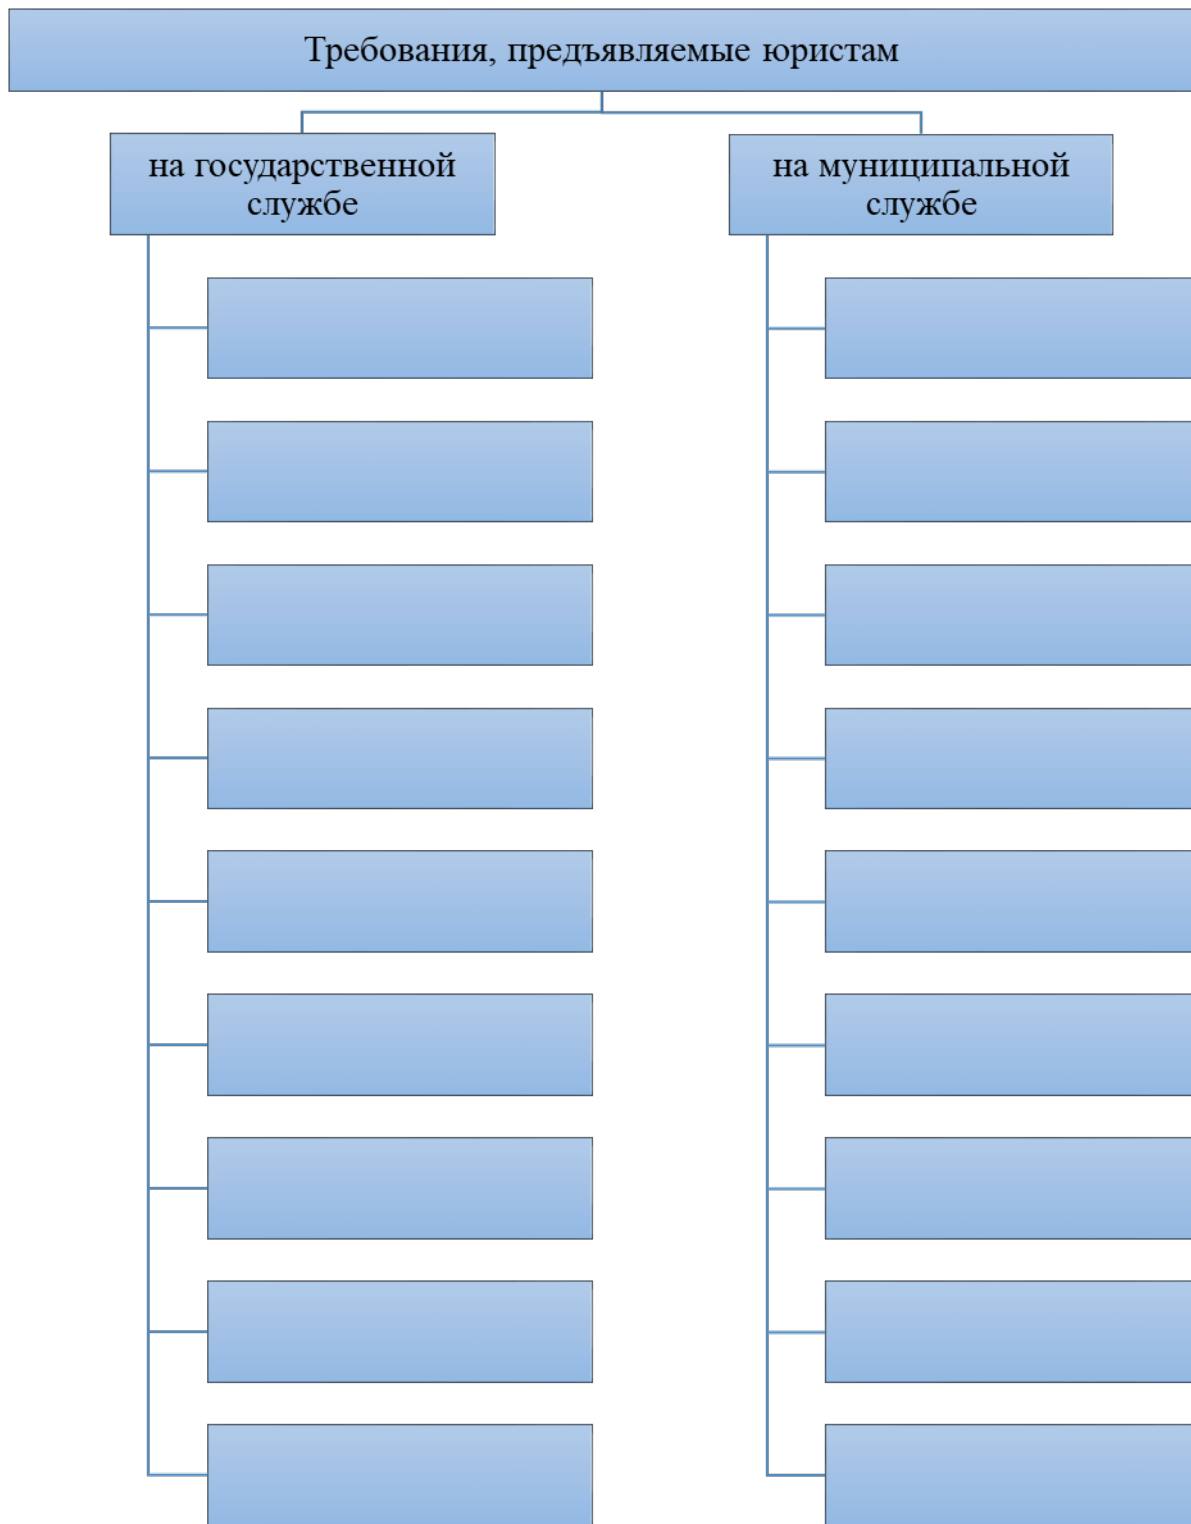 Требования, предъявляемые юристам
на государственной
службе
на муниципальной
службе